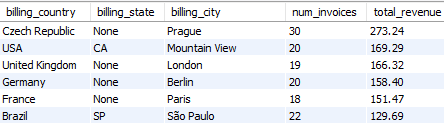 billing_country billing_state billing_city num_invoices total_revenue
Czech Republic None Prague 30 273.24
USA CA Mountain View 20 169.29
United Kingdom None London 19 166.32
Germany None Berlin 20 158.40
France None Paris 18 151.47
Brazil SP São Paulo 22 129.69